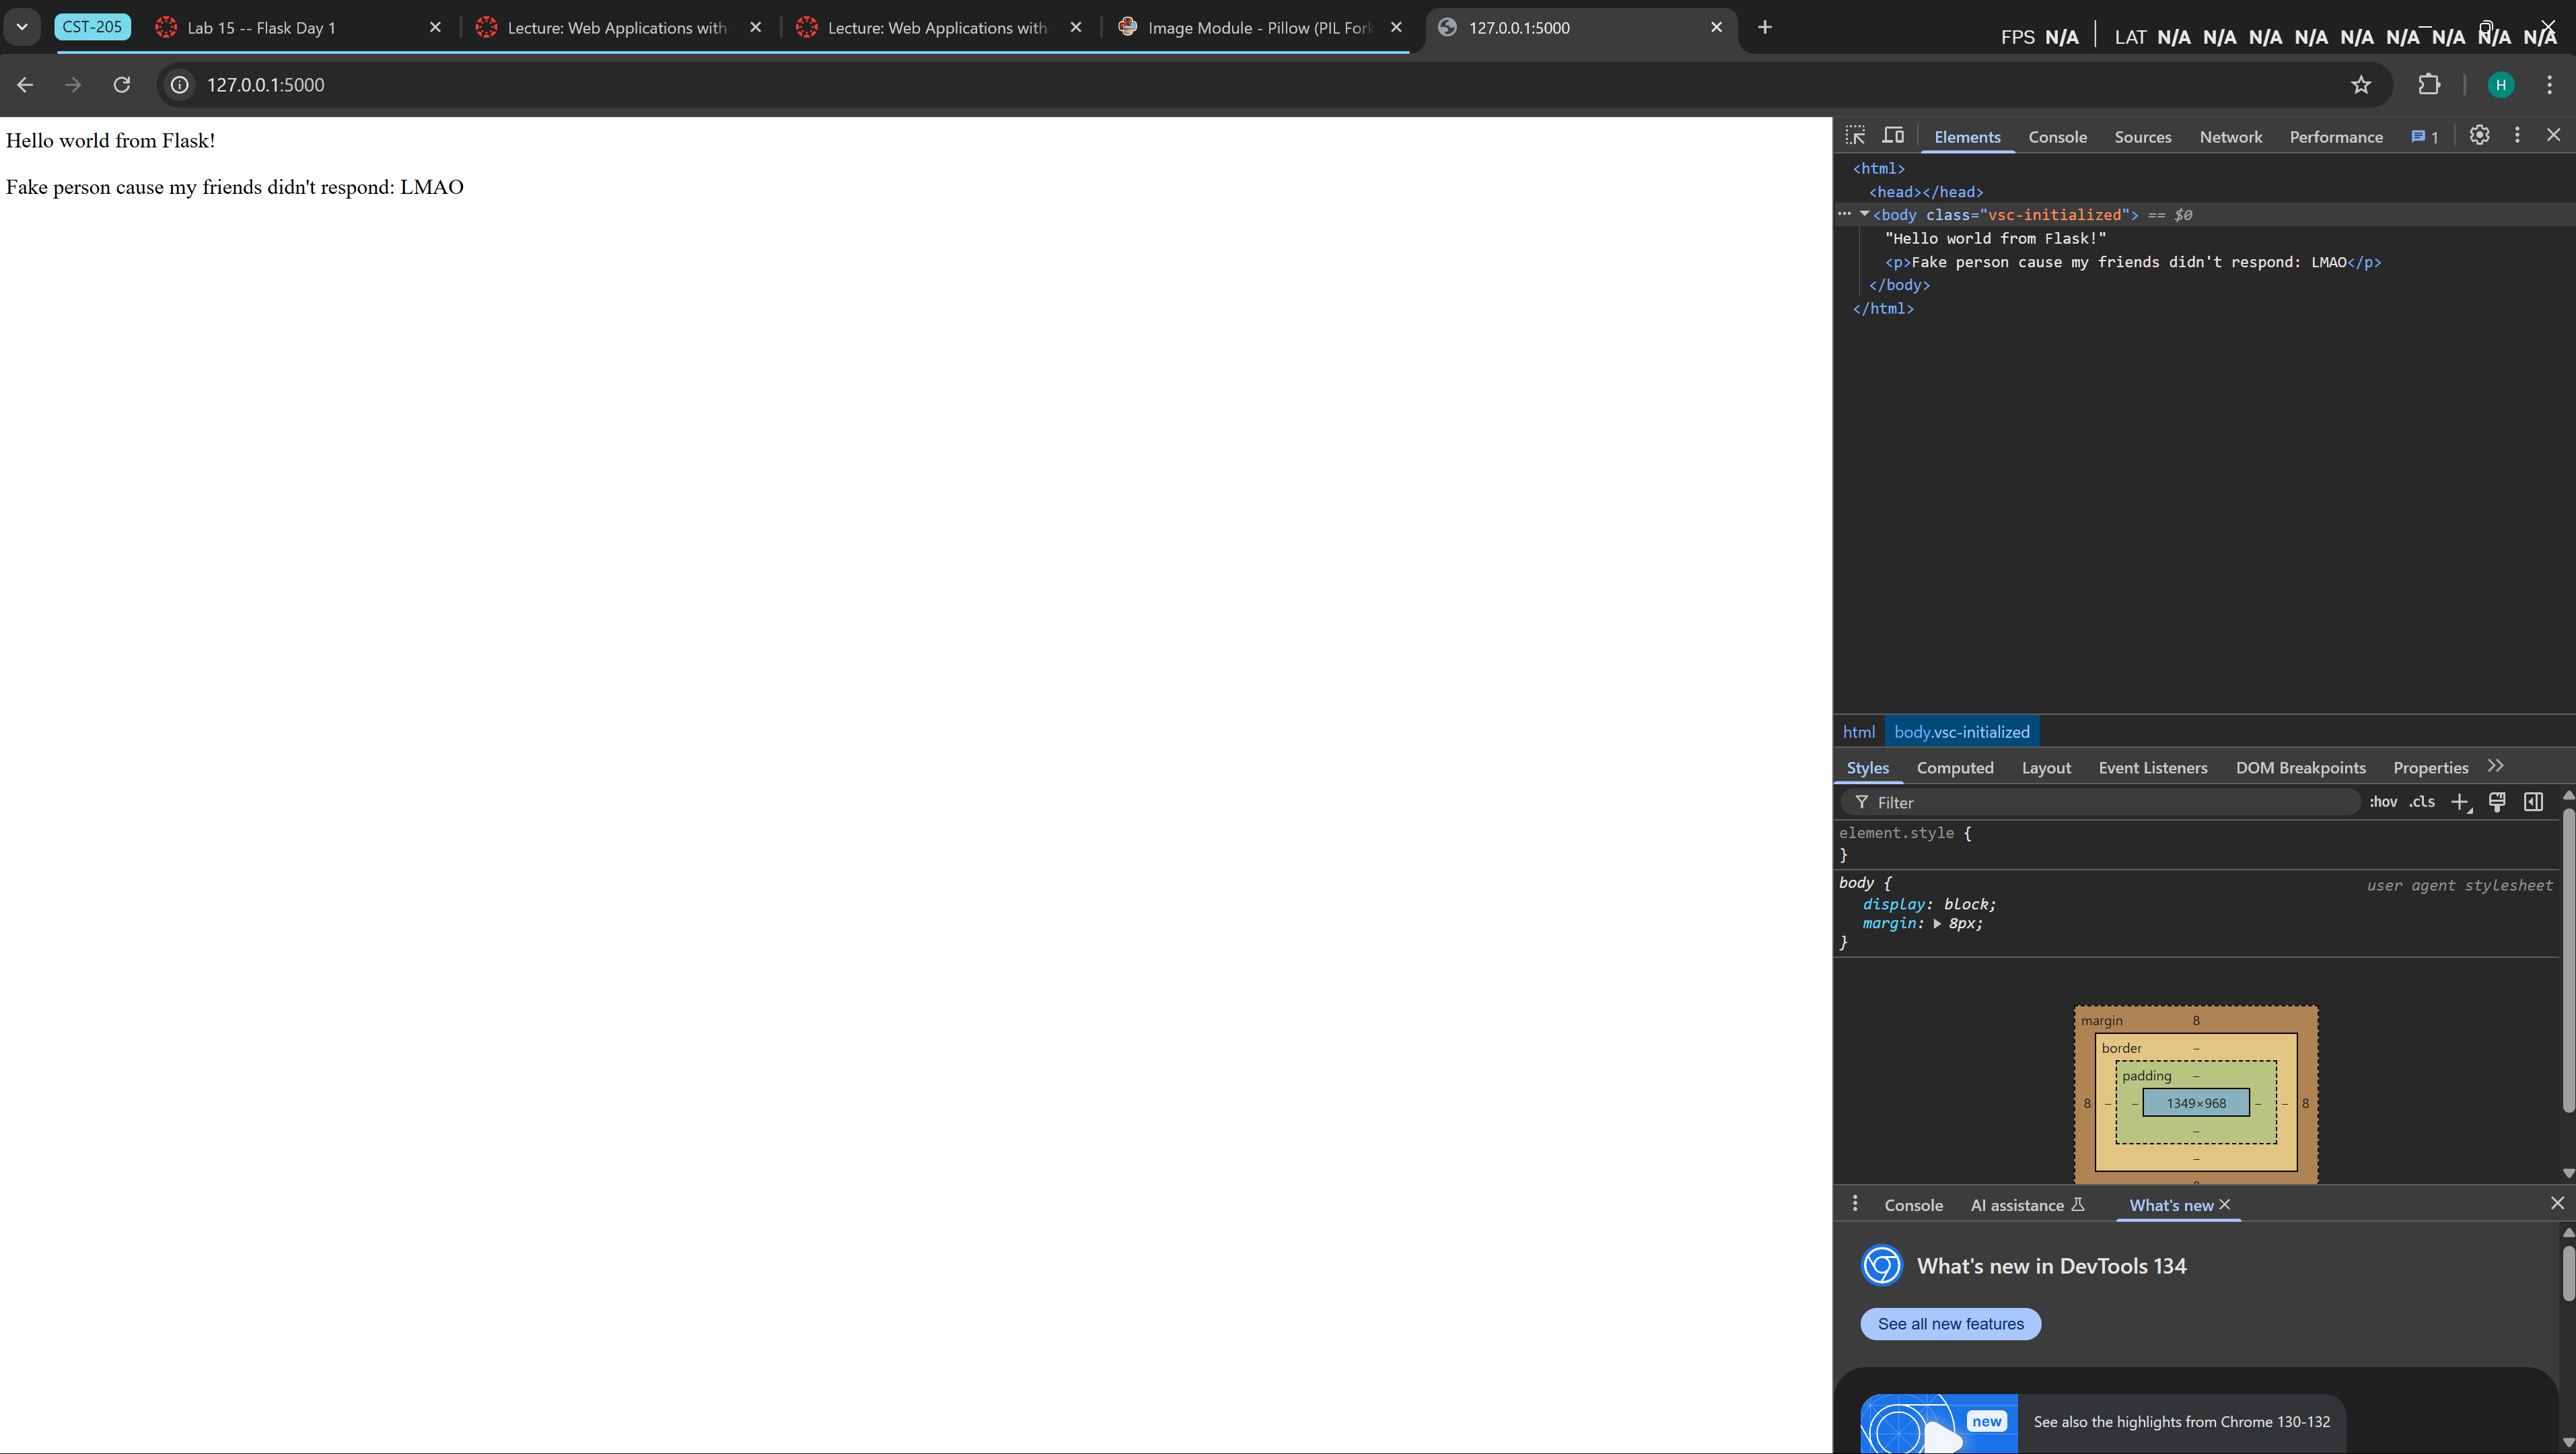 CST-205
Lab 15 -- Flask Day 1
Lecture: Web Applications with
Lecture: Web Applications with
Image Module - Pillow (PIL Fork
127.0.0.1:5000
FPS N/A LAT N/A N/A N/A N/A N/A N/A N/A N/A N/A
127.0.0.1:5000
H
Hello world from Flask!
Fake person cause my friends didn't respond: LMAO
Elements Console Sources Network Performance 1
<html>
<head></head>
<body class="vsc-initialized"> == $0
"Hello world from Flask!"
<p>Fake person cause my friends didn't respond: LMAO</p>
</body>
</html>
html body.vsc-initialized
Styles Computed Layout Event Listeners DOM Breakpoints Properties
Filter :hov .cls
element.style {
}
body { user agent stylesheet
display: block;
margin: 8px;
}
margin 8
border –
padding –
8 – – 1349×968 – – 8
–
–
Console AI assistance What's new
What's new in DevTools 134
See all new features
new See also the highlights from Chrome 130-132